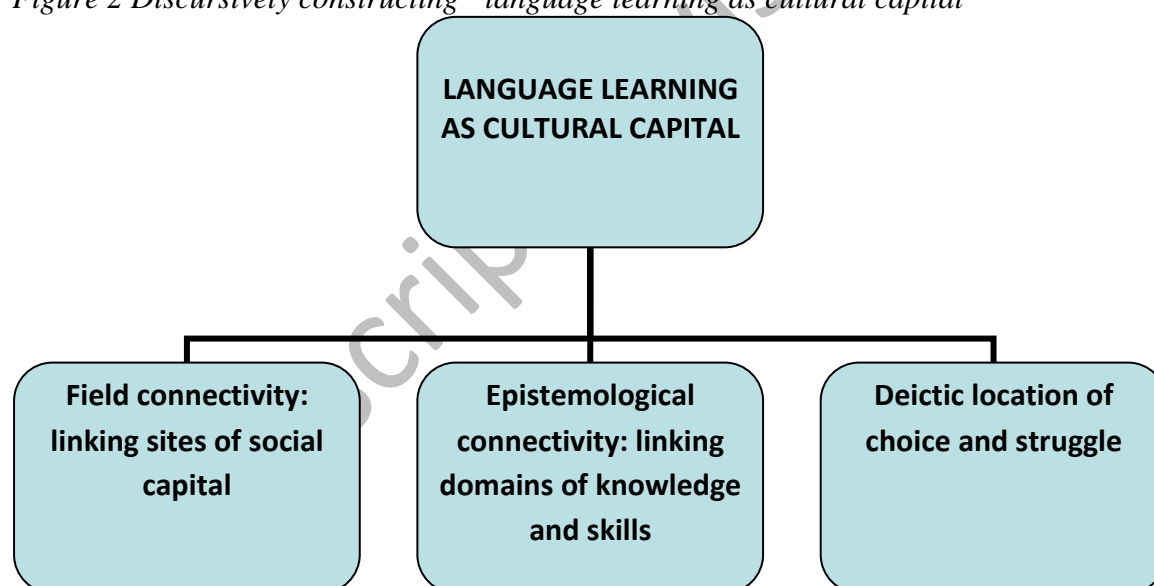 Figure 2 Discursively constructing "language learning as cultural capital"
LANGUAGE LEARNING
AS CULTURAL CAPITAL
Field connectivity:
linking sites of social
capital
Epistemological
connectivity: linking
domains of knowledge
and skills
Deictic location of
choice and struggle
scrip